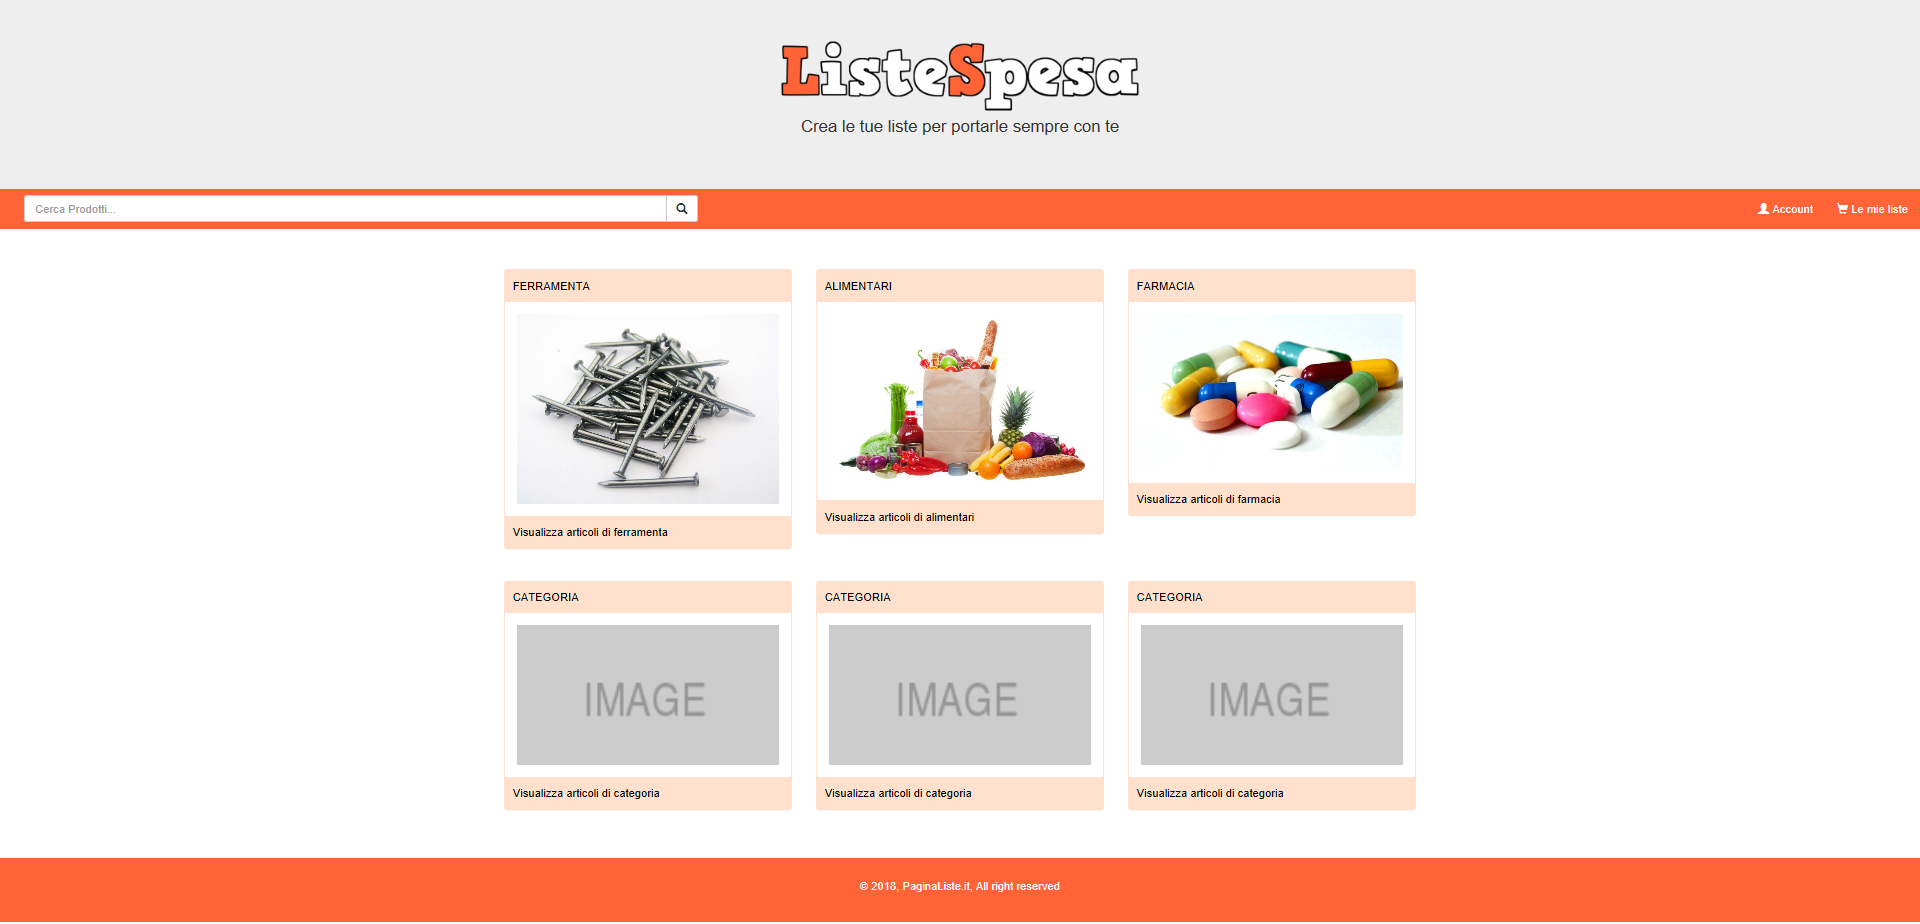 ListeSpesa
Crea le tue liste per portarle sempre con te
Cerca Prodotti...
Account
Le mie liste
FERRAMENTA
ALIMENTARI
FARMACIA
Visualizza articoli di ferramenta
Visualizza articoli di alimentari
Visualizza articoli di farmacia
CATEGORIA
CATEGORIA
CATEGORIA
IMAGE
IMAGE
IMAGE
Visualizza articoli di categoria
Visualizza articoli di categoria
Visualizza articoli di categoria
© 2018, PaginaListe.it, All right reserved